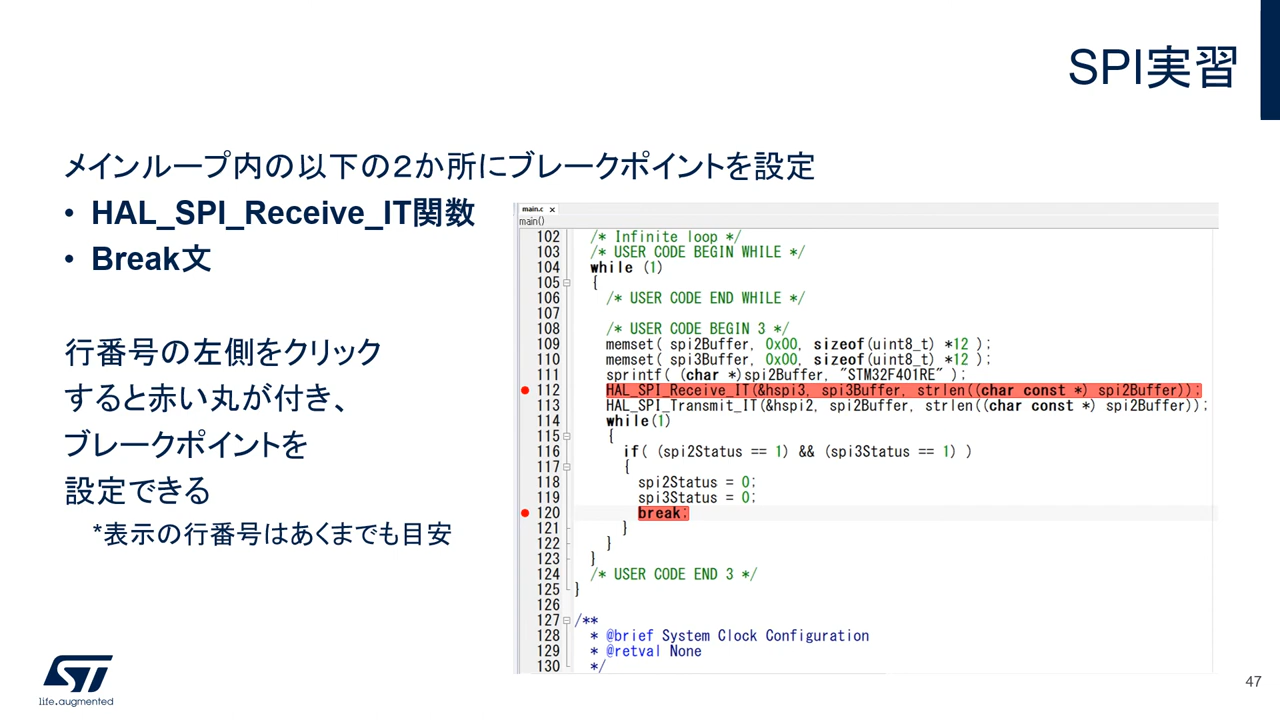 SPI実習
メインループ内の以下の２か所にブレークポイントを設定
• HAL_SPI_Receive_IT関数
• Break文
行番号の左側をクリック
すると赤い丸が付き、
ブレークポイントを
設定できる
*表示の行番号はあくまでも目安
main.c ×
main()
102 /* Infinite loop */
103 /* USER CODE BEGIN WHILE */
104 while (1)
105 {
106 /* USER CODE END WHILE */
107
108 /* USER CODE BEGIN 3 */
109 memset( spi2Buffer, 0x00, sizeof(uint8_t) *12 );
110 memset( spi3Buffer, 0x00, sizeof(uint8_t) *12 );
111 sprintf( (char *)spi2Buffer, "STM32F401RE" );
112 HAL_SPI_Receive_IT(&hspi3, spi3Buffer, strlen((char const *) spi2Buffer));
113 HAL_SPI_Transmit_IT(&hspi2, spi2Buffer, strlen((char const *) spi2Buffer));
114 while(1)
115 {
116 if( (spi2Status == 1) && (spi3Status == 1) )
117 {
118 spi2Status = 0;
119 spi3Status = 0;
120 break;
121 }
122 }
123 }
124 /* USER CODE END 3 */
125 }
126
127 /**
128 * @brief System Clock Configuration
129 * @retval None
130 */
ST
life.augmented
47